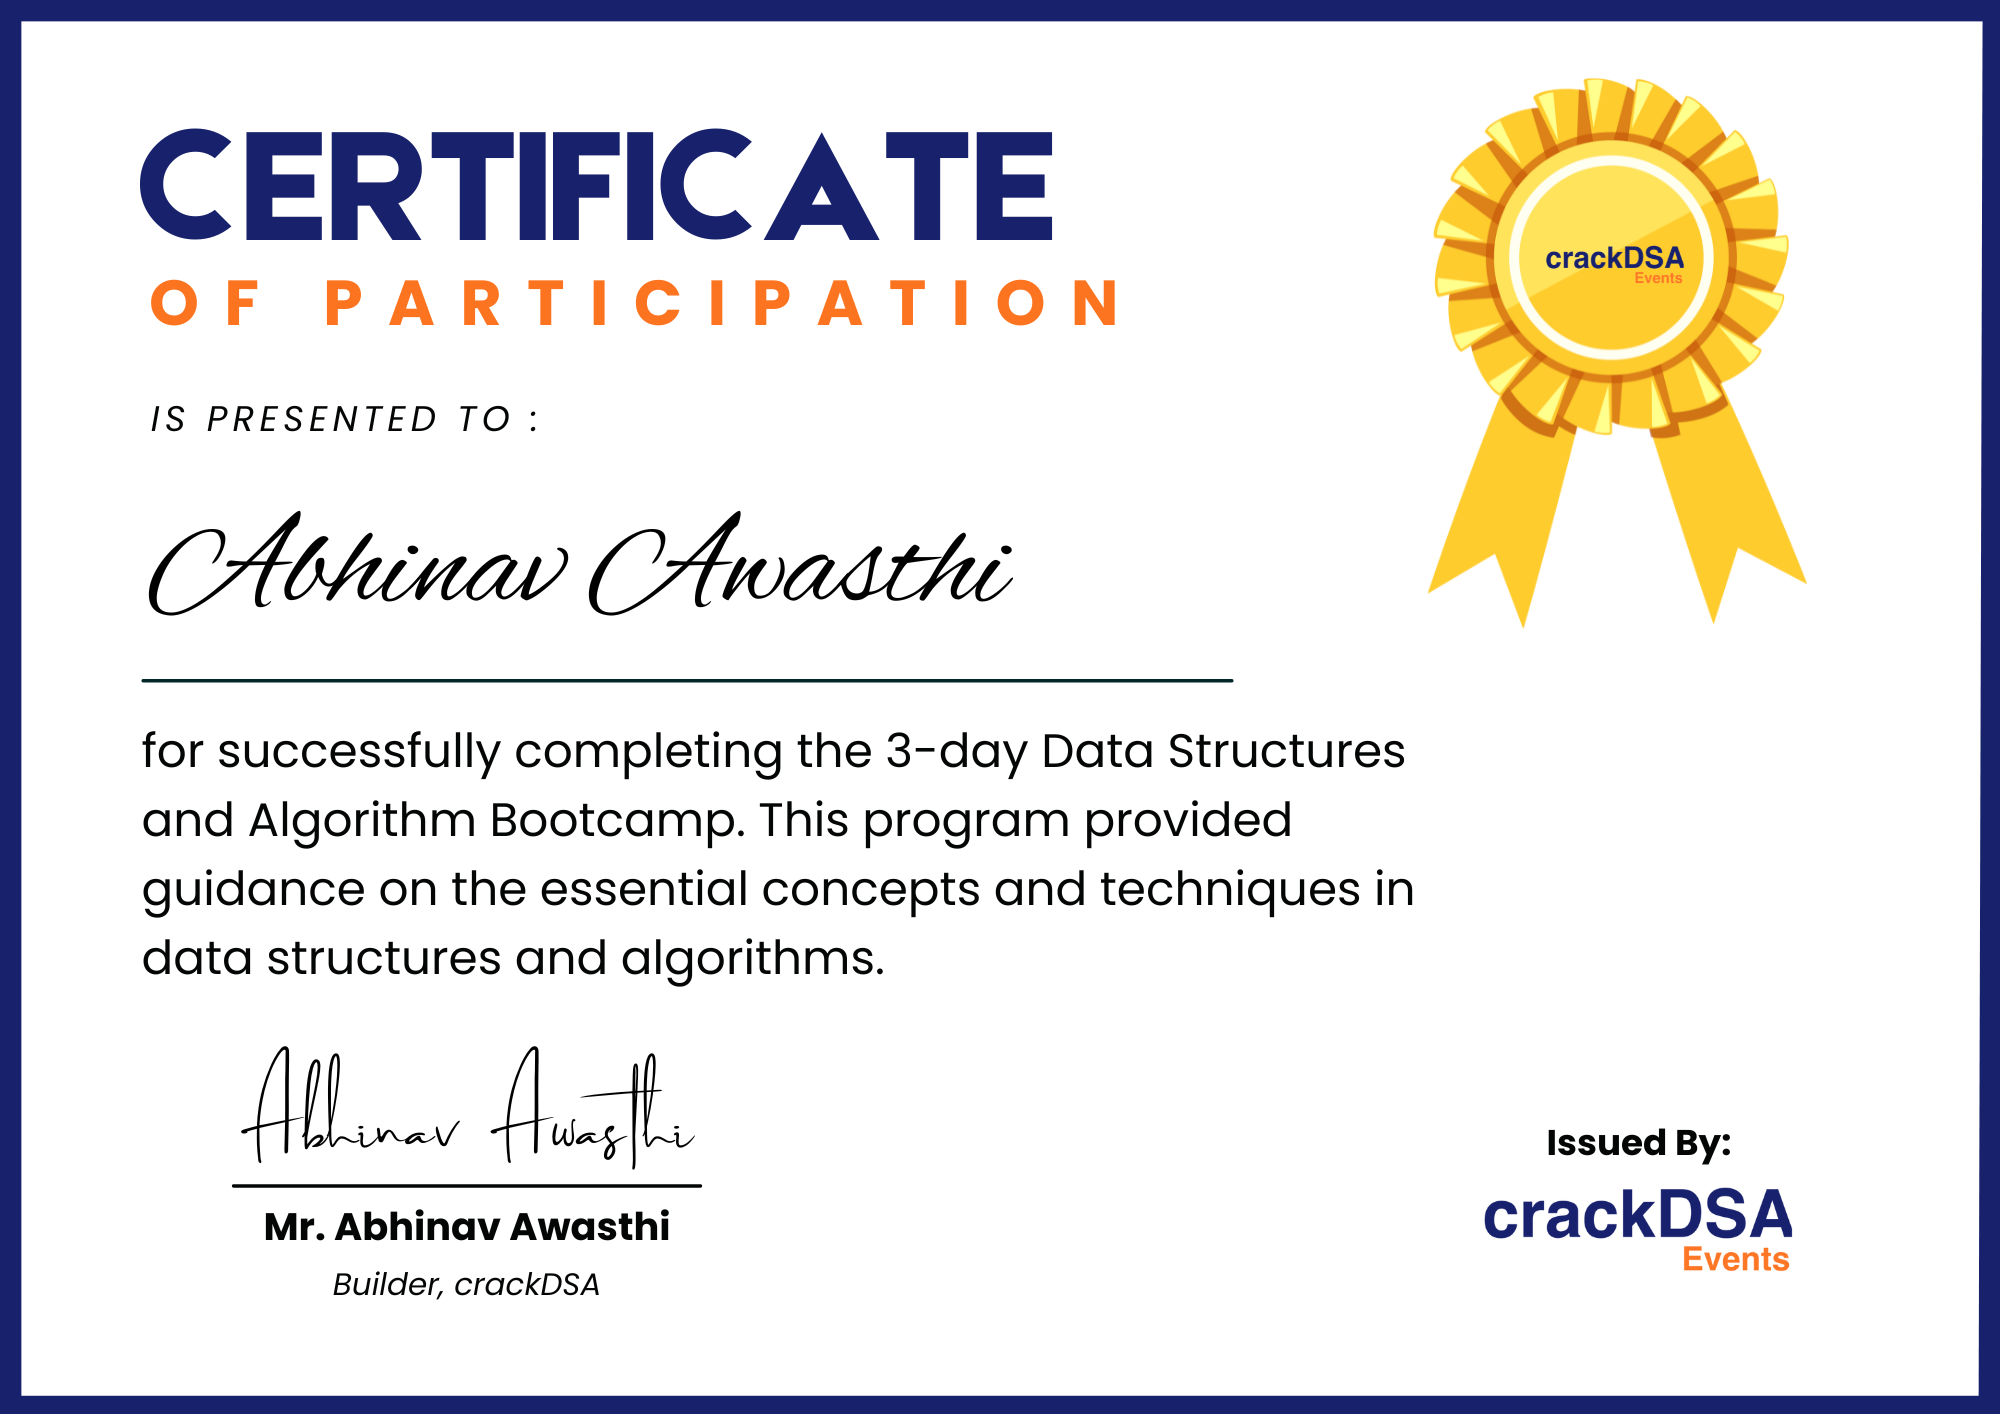 CERTIFICATE
OF PARTICIPATION
IS PRESENTED TO :
Abhinav Awasthi
for successfully completing the 3-day Data Structures
and Algorithm Bootcamp. This program provided
guidance on the essential concepts and techniques in
data structures and algorithms.
Abhinav Awasthi
Mr. Abhinav Awasthi
Builder, crackDSA
crackDSA
Events
Issued By:
crackDSA
Events